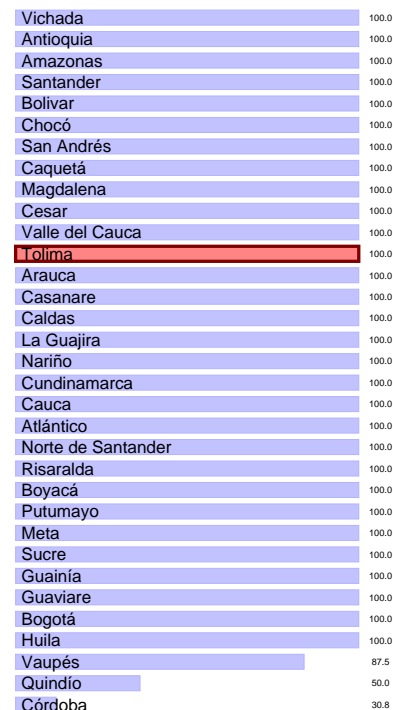 Vichada 100.0
Antioquia 100.0
Amazonas 100.0
Santander 100.0
Bolivar 100.0
Chocó 100.0
San Andrés 100.0
Caquetá 100.0
Magdalena 100.0
Cesar 100.0
Valle del Cauca 100.0
Tolima 100.0
Arauca 100.0
Casanare 100.0
Caldas 100.0
La Guajira 100.0
Nariño 100.0
Cundinamarca 100.0
Cauca 100.0
Atlántico 100.0
Norte de Santander 100.0
Risaralda 100.0
Boyacá 100.0
Putumayo 100.0
Meta 100.0
Sucre 100.0
Guainía 100.0
Guaviare 100.0
Bogotá 100.0
Huila 100.0
Vaupés 87.5
Quindío 50.0
Córdoba 30.8